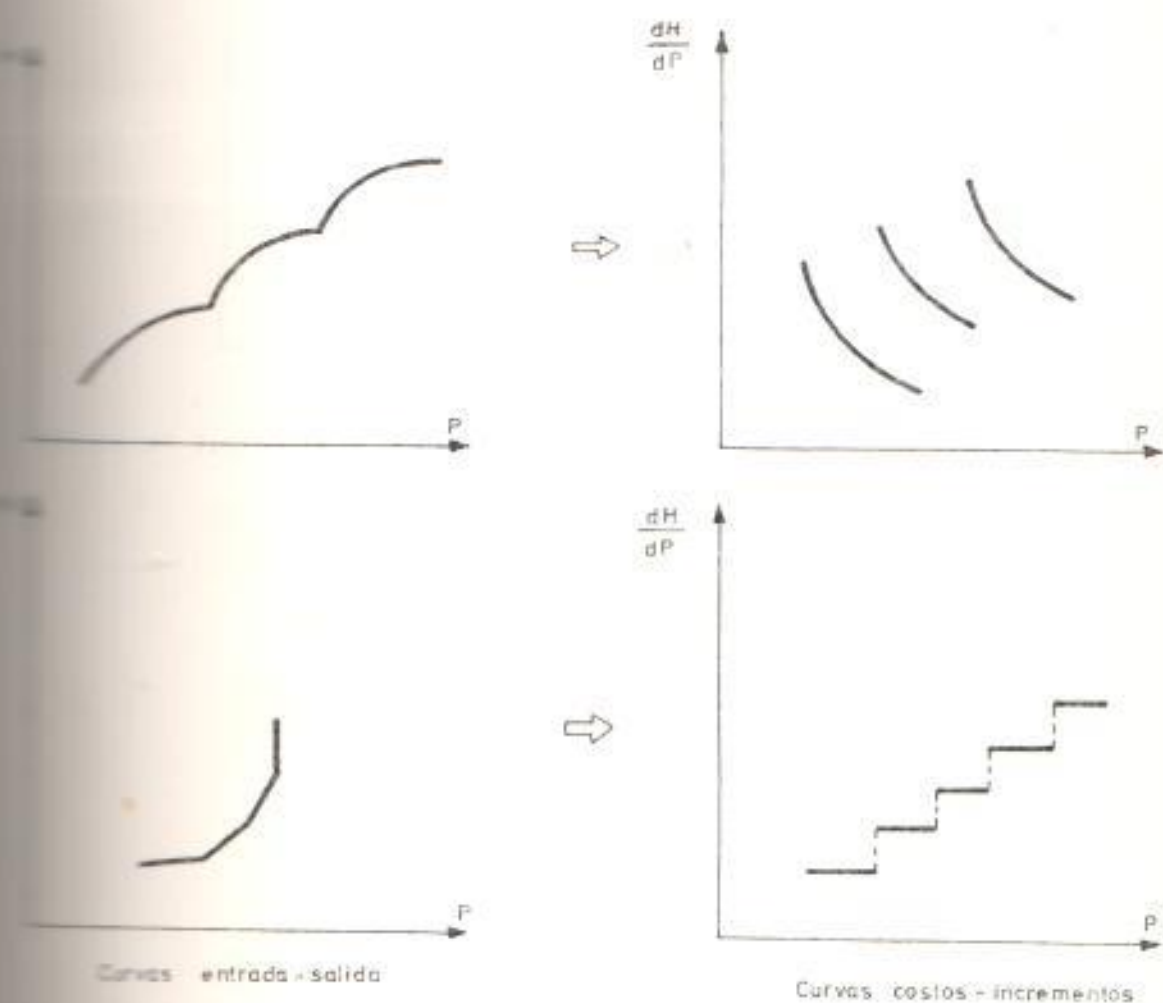 dH
dP
P
P
dH
dP
P
P
Curvas entrada - salida
Curvas costos - incrementos